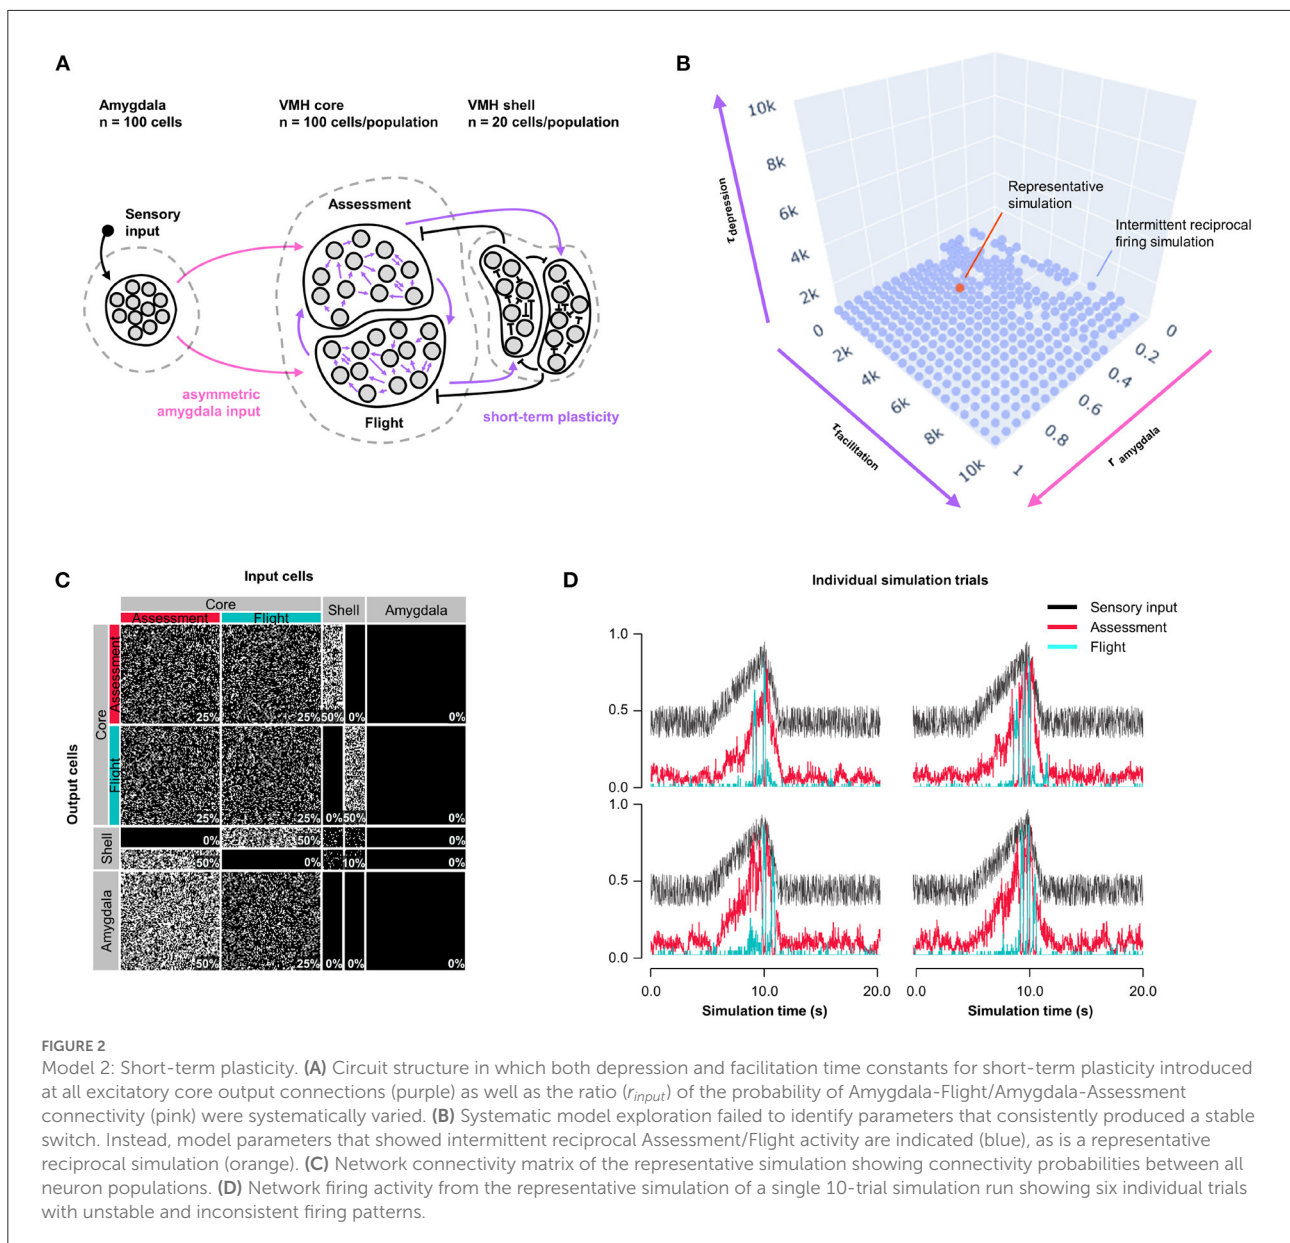 A
Amygdala
n = 100 cells
VMH core
n = 100 cells/population
VMH shell
n = 20 cells/population
Sensory
input
Assessment
Flight
asymmetric
amygdala input
short-term plasticity
B
10k
8k
6k
4k
2k
0
2k
4k
6k
8k
10k
0
0.2
0.4
0.6
0.8
1
τdepression
τfacilitation
r amygdala
Representative
simulation
Intermittent reciprocal
firing simulation
C
Input cells
Core
Shell
Amygdala
Assessment
Flight
Output cells
Core
Assessment
Flight
Shell
Amygdala
25%
25%
50%
0%
0%
25%
25%
0%
50%
0%
0%
50%
10%
0%
50%
0%
0%
50%
25%
0%
0%
0%
D
Individual simulation trials
Sensory input
Assessment
Flight
1.0
0.5
0.0
1.0
0.5
0.0
0.0
10.0
20.0
0.0
10.0
20.0
Simulation time (s)
Simulation time (s)
FIGURE 2
Model 2: Short-term plasticity. (A) Circuit structure in which both depression and facilitation time constants for short-term plasticity introduced
at all excitatory core output connections (purple) as well as the ratio (rinput) of the probability of Amygdala-Flight/Amygdala-Assessment
connectivity (pink) were systematically varied. (B) Systematic model exploration failed to identify parameters that consistently produced a stable
switch. Instead, model parameters that showed intermittent reciprocal Assessment/Flight activity are indicated (blue), as is a representative
reciprocal simulation (orange). (C) Network connectivity matrix of the representative simulation showing connectivity probabilities between all
neuron populations. (D) Network firing activity from the representative simulation of a single 10-trial simulation run showing six individual trials
with unstable and inconsistent firing patterns.